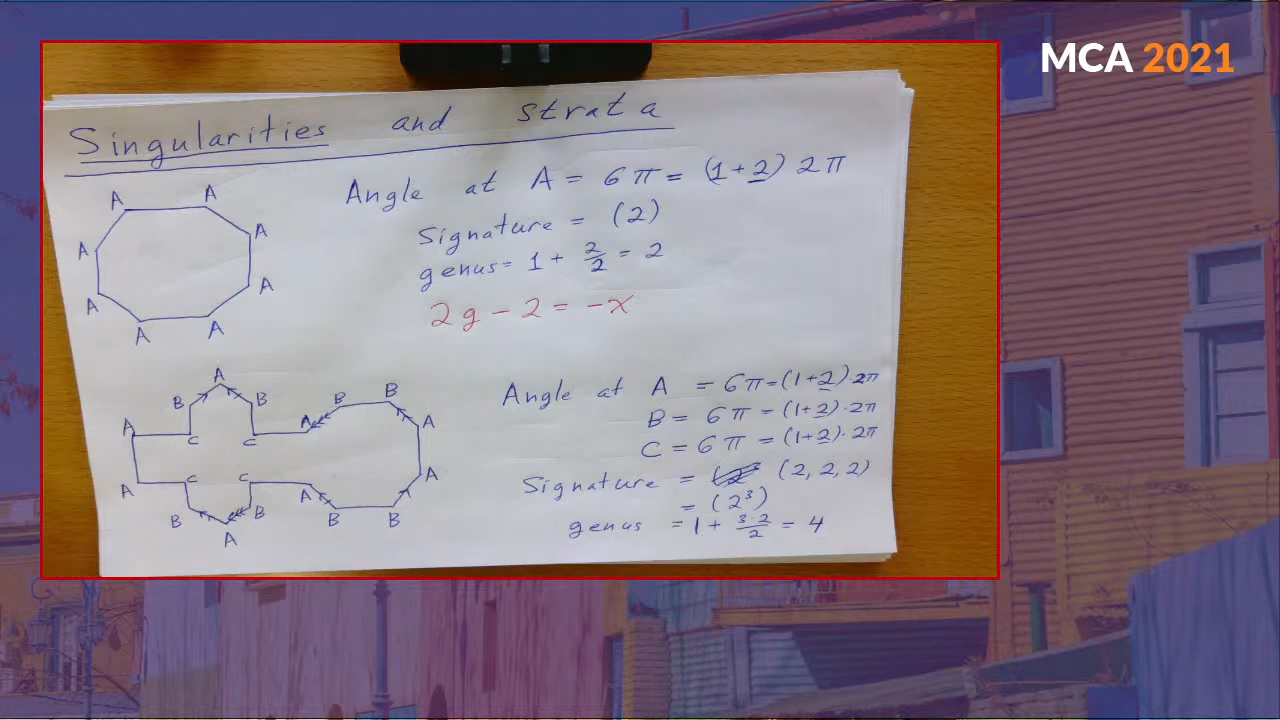 MCA 2021
Singularities and strata
A A
A A
A A
A A
Angle at A = 6π = (1+2) 2π
Signature = (2)
genus = 1 + 2/2 = 2
2g - 2 = -χ
A
B B
A C C A B B A
A C C A B B A
B B
A
Angle at A = 6π = (1+2)·2π
B = 6π = (1+2)·2π
C = 6π = (1+2)·2π
Signature = (2,2,2)
= (2³)
genus = 1 + 3·2/2 = 4